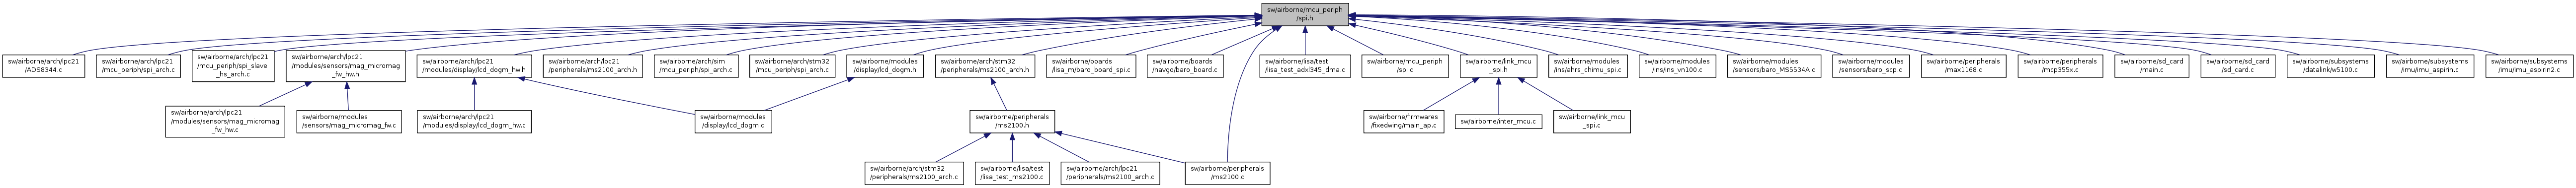 sw/airborne/mcu_periph
/spi.h
sw/airborne/arch/lpc21
/ADS8344.c
sw/airborne/arch/lpc21
/mcu_periph/spi_arch.c
sw/airborne/arch/lpc21
/mcu_periph/spi_slave
_hs_arch.c
sw/airborne/arch/lpc21
/modules/sensors/mag_micromag
_fw_hw.h
sw/airborne/arch/lpc21
/modules/display/lcd_dogm_hw.h
sw/airborne/arch/lpc21
/peripherals/ms2100_arch.h
sw/airborne/arch/sim
/mcu_periph/spi_arch.c
sw/airborne/arch/stm32
/mcu_periph/spi_arch.c
sw/airborne/modules
/display/lcd_dogm.h
sw/airborne/arch/stm32
/peripherals/ms2100_arch.h
sw/airborne/boards
/lisa_m/baro_board_spi.c
sw/airborne/boards
/navgo/baro_board.c
sw/airborne/lisa/test
/lisa_test_adxl345_dma.c
sw/airborne/mcu_periph
/spi.c
sw/airborne/link_mcu
_spi.h
sw/airborne/modules
/ins/ahrs_chimu_spi.c
sw/airborne/modules
/ins/ins_vn100.c
sw/airborne/modules
/sensors/baro_MS5534A.c
sw/airborne/modules
/sensors/baro_scp.c
sw/airborne/peripherals
/max1168.c
sw/airborne/peripherals
/mcp355x.c
sw/airborne/sd_card
/main.c
sw/airborne/sd_card
/sd_card.c
sw/airborne/subsystems
/datalink/w5100.c
sw/airborne/subsystems
/imu/imu_aspirin.c
sw/airborne/subsystems
/imu/imu_aspirin2.c
sw/airborne/arch/lpc21
/modules/sensors/mag_micromag
_fw_hw.c
sw/airborne/modules
/sensors/mag_micromag_fw.c
sw/airborne/arch/lpc21
/modules/display/lcd_dogm_hw.c
sw/airborne/modules
/display/lcd_dogm.c
sw/airborne/peripherals
/ms2100.h
sw/airborne/firmwares
/fixedwing/main_ap.c
sw/airborne/inter_mcu.c
sw/airborne/link_mcu
_spi.c
sw/airborne/arch/stm32
/peripherals/ms2100_arch.c
sw/airborne/lisa/test
/lisa_test_ms2100.c
sw/airborne/arch/lpc21
/peripherals/ms2100_arch.c
sw/airborne/peripherals
/ms2100.c